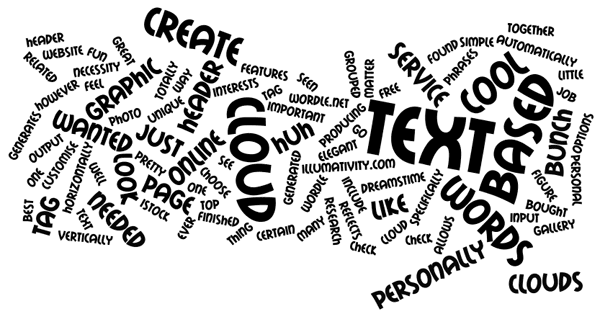 HEADER
WEBSITE
FUN
GREAT
CREATE
RELATED
NECESSITY
HOWEVER
FEEL
GRAPHIC
TOTALLY
WAY
UNIQUE
HEADER
INTERESTS
FEATURES
SEEN
TAG
WORDLE.NET
IMPORTANT
GENERATES
PHOTO
WANTED
JUST
ONLINE
CLOUD
HUH
OUTPUT
ONE
CUSTOMISE
HORIZONTALLY
WELL
LOOK
PRETTY
PAGE
SEE
CHOOSE
ONE
TOP
FINISHED
ISTOCK
EVER
BEST
TAG
TEXT
VERTICALLY
NEEDED
THING
CERTAIN
GENERATED
WORDLE
MANY
RESEARCH
REFLECTS
INCLUDE
CHECK
ILLUMATIVITY.COM
ELEGANT
PRODUCING
GO
GROUPED
MATTER
FREE
SERVICE
FOUND
SIMPLE
PHRASES
TOGETHER
AUTOMATICALLY
LITTLE
JOB
COOL
TEXT
BASED
BUNCH
ADOPTIONS
PERSONAL
FIGURE
BOUGHT
INPUT
GALLERY
DREAMSTIME
LIKE
SPECIFICALLY
CLOUD
CHECK
ALLOWS
WORDS
PERSONALLY
CLOUDS